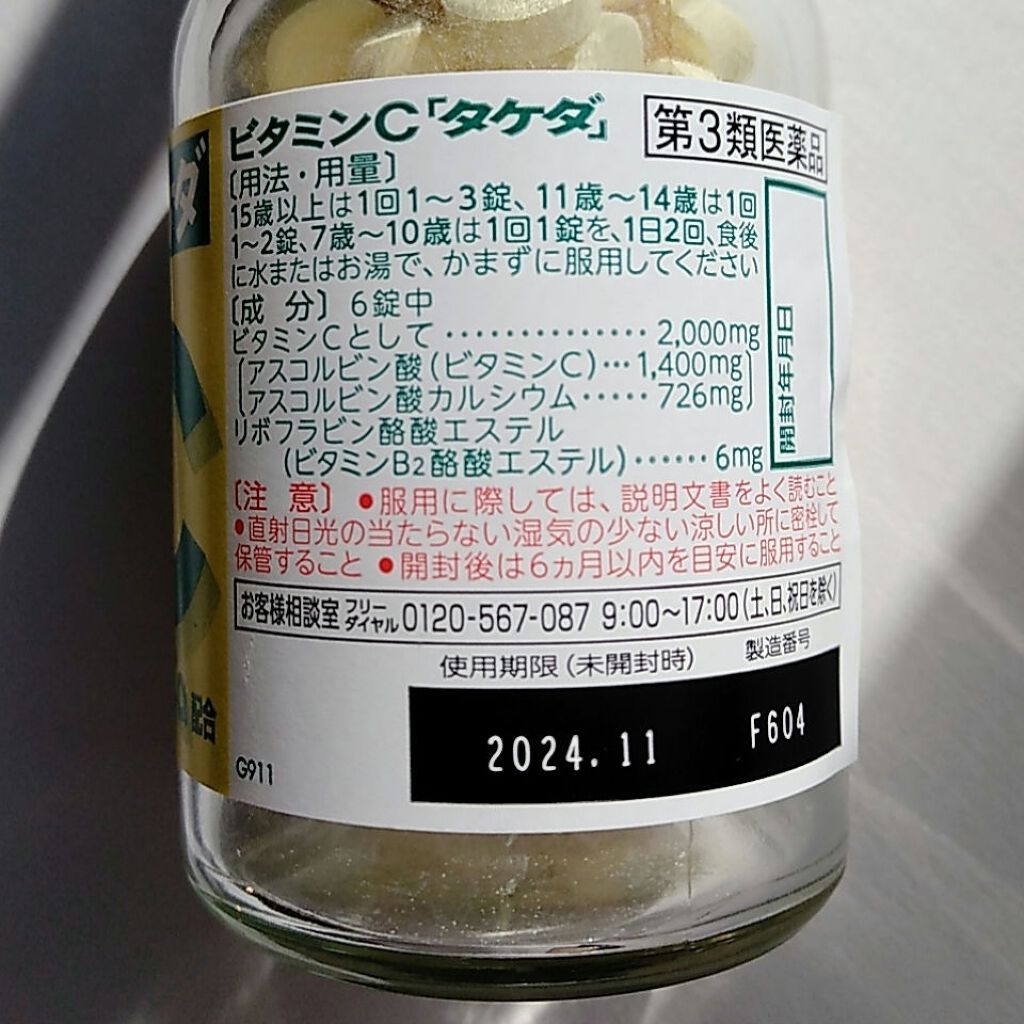 ビタミンC「タケダ」
第3類医薬品
〔用法・用量〕
15歳以上は1回1〜3錠、11歳〜14歳は1回
1〜2錠、7歳〜10歳は1回1錠を、1日2回、食後
に水またはお湯で、かまずに服用してください
〔成 分〕6錠中
ビタミンCとして・・・・・・・・・・・・・・・2,000mg
〔アスコルビン酸(ビタミンC)…1,400mg
アスコルビン酸カルシウム・・・・・726mg〕
リボフラビン酪酸エステル
(ビタミンB2酪酸エステル)・・・・・・6mg
開封年月日
〔注 意〕●服用に際しては、説明文書をよく読むこと
●直射日光の当たらない湿気の少ない涼しい所に密栓して
保管すること ●開封後は6ヵ月以内を目安に服用すること
お客様相談室 フリーダイヤル 0120-567-087 9:00〜17:00(土、日、祝日を除く)
使用期限(未開封時) 製造番号
2024.11 F604
G911
ダ
配合